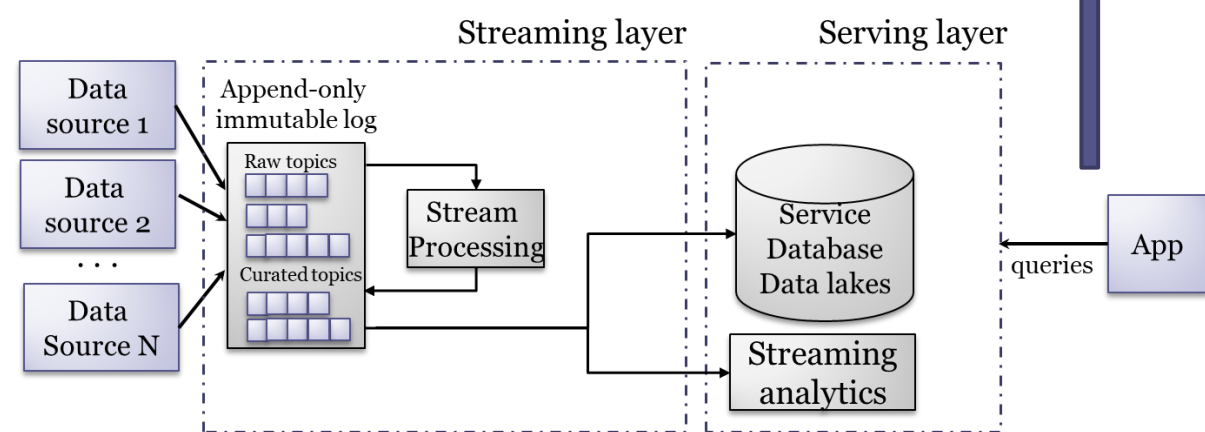 Streaming layer
Serving layer
Data
source 1
Data
source 2
. . .
Data
Source N
Append-only
immutable log
Raw topics
Curated topics
Stream
Processing
Service
Database
Data lakes
Streaming
analytics
queries
App